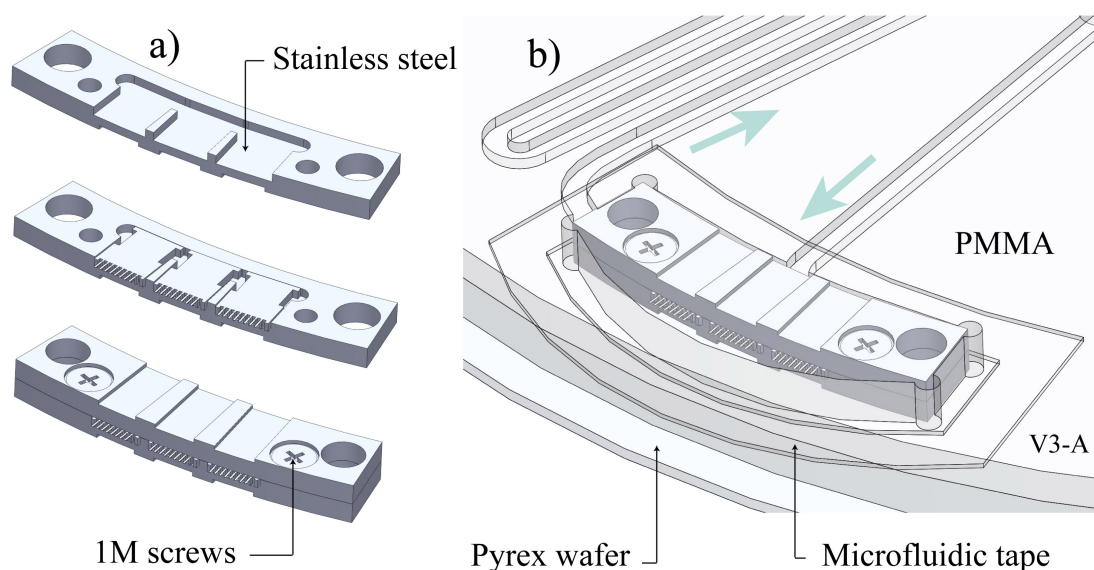 a)
Stainless steel
b)
PMMA
V3-A
1M screws
Pyrex wafer
Microfluidic tape